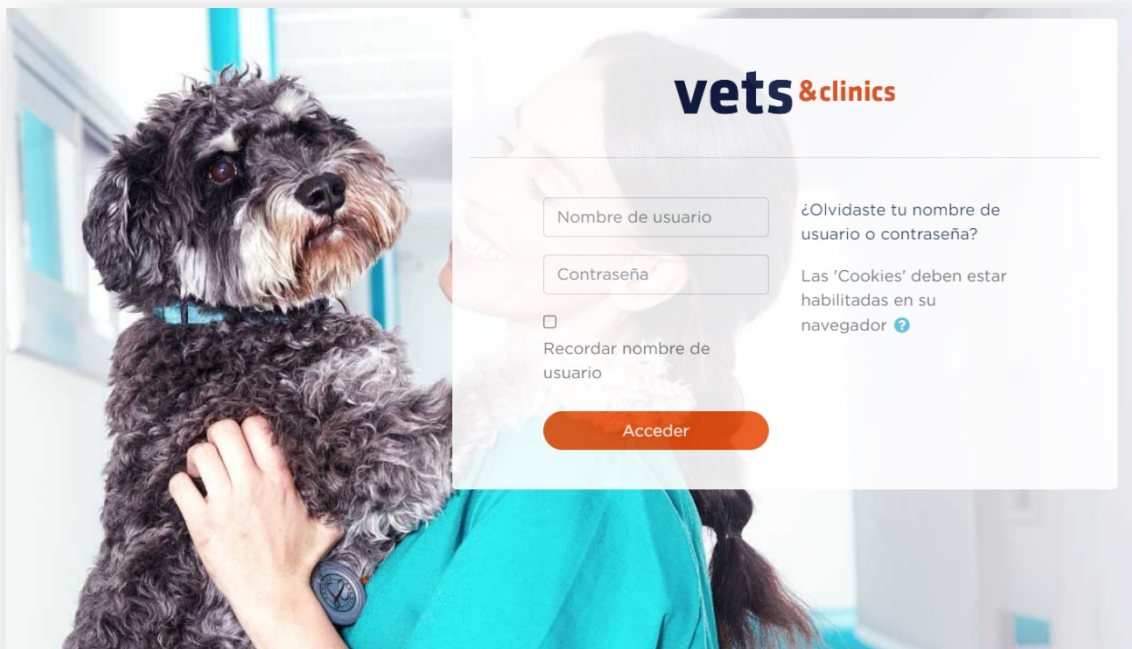 vets &clinics
Nombre de usuario
Contraseña
Recordar nombre de
usuario
Acceder
¿Olvidaste tu nombre de
usuario o contraseña?
Las 'Cookies' deben estar
habilitadas en su
navegador ?